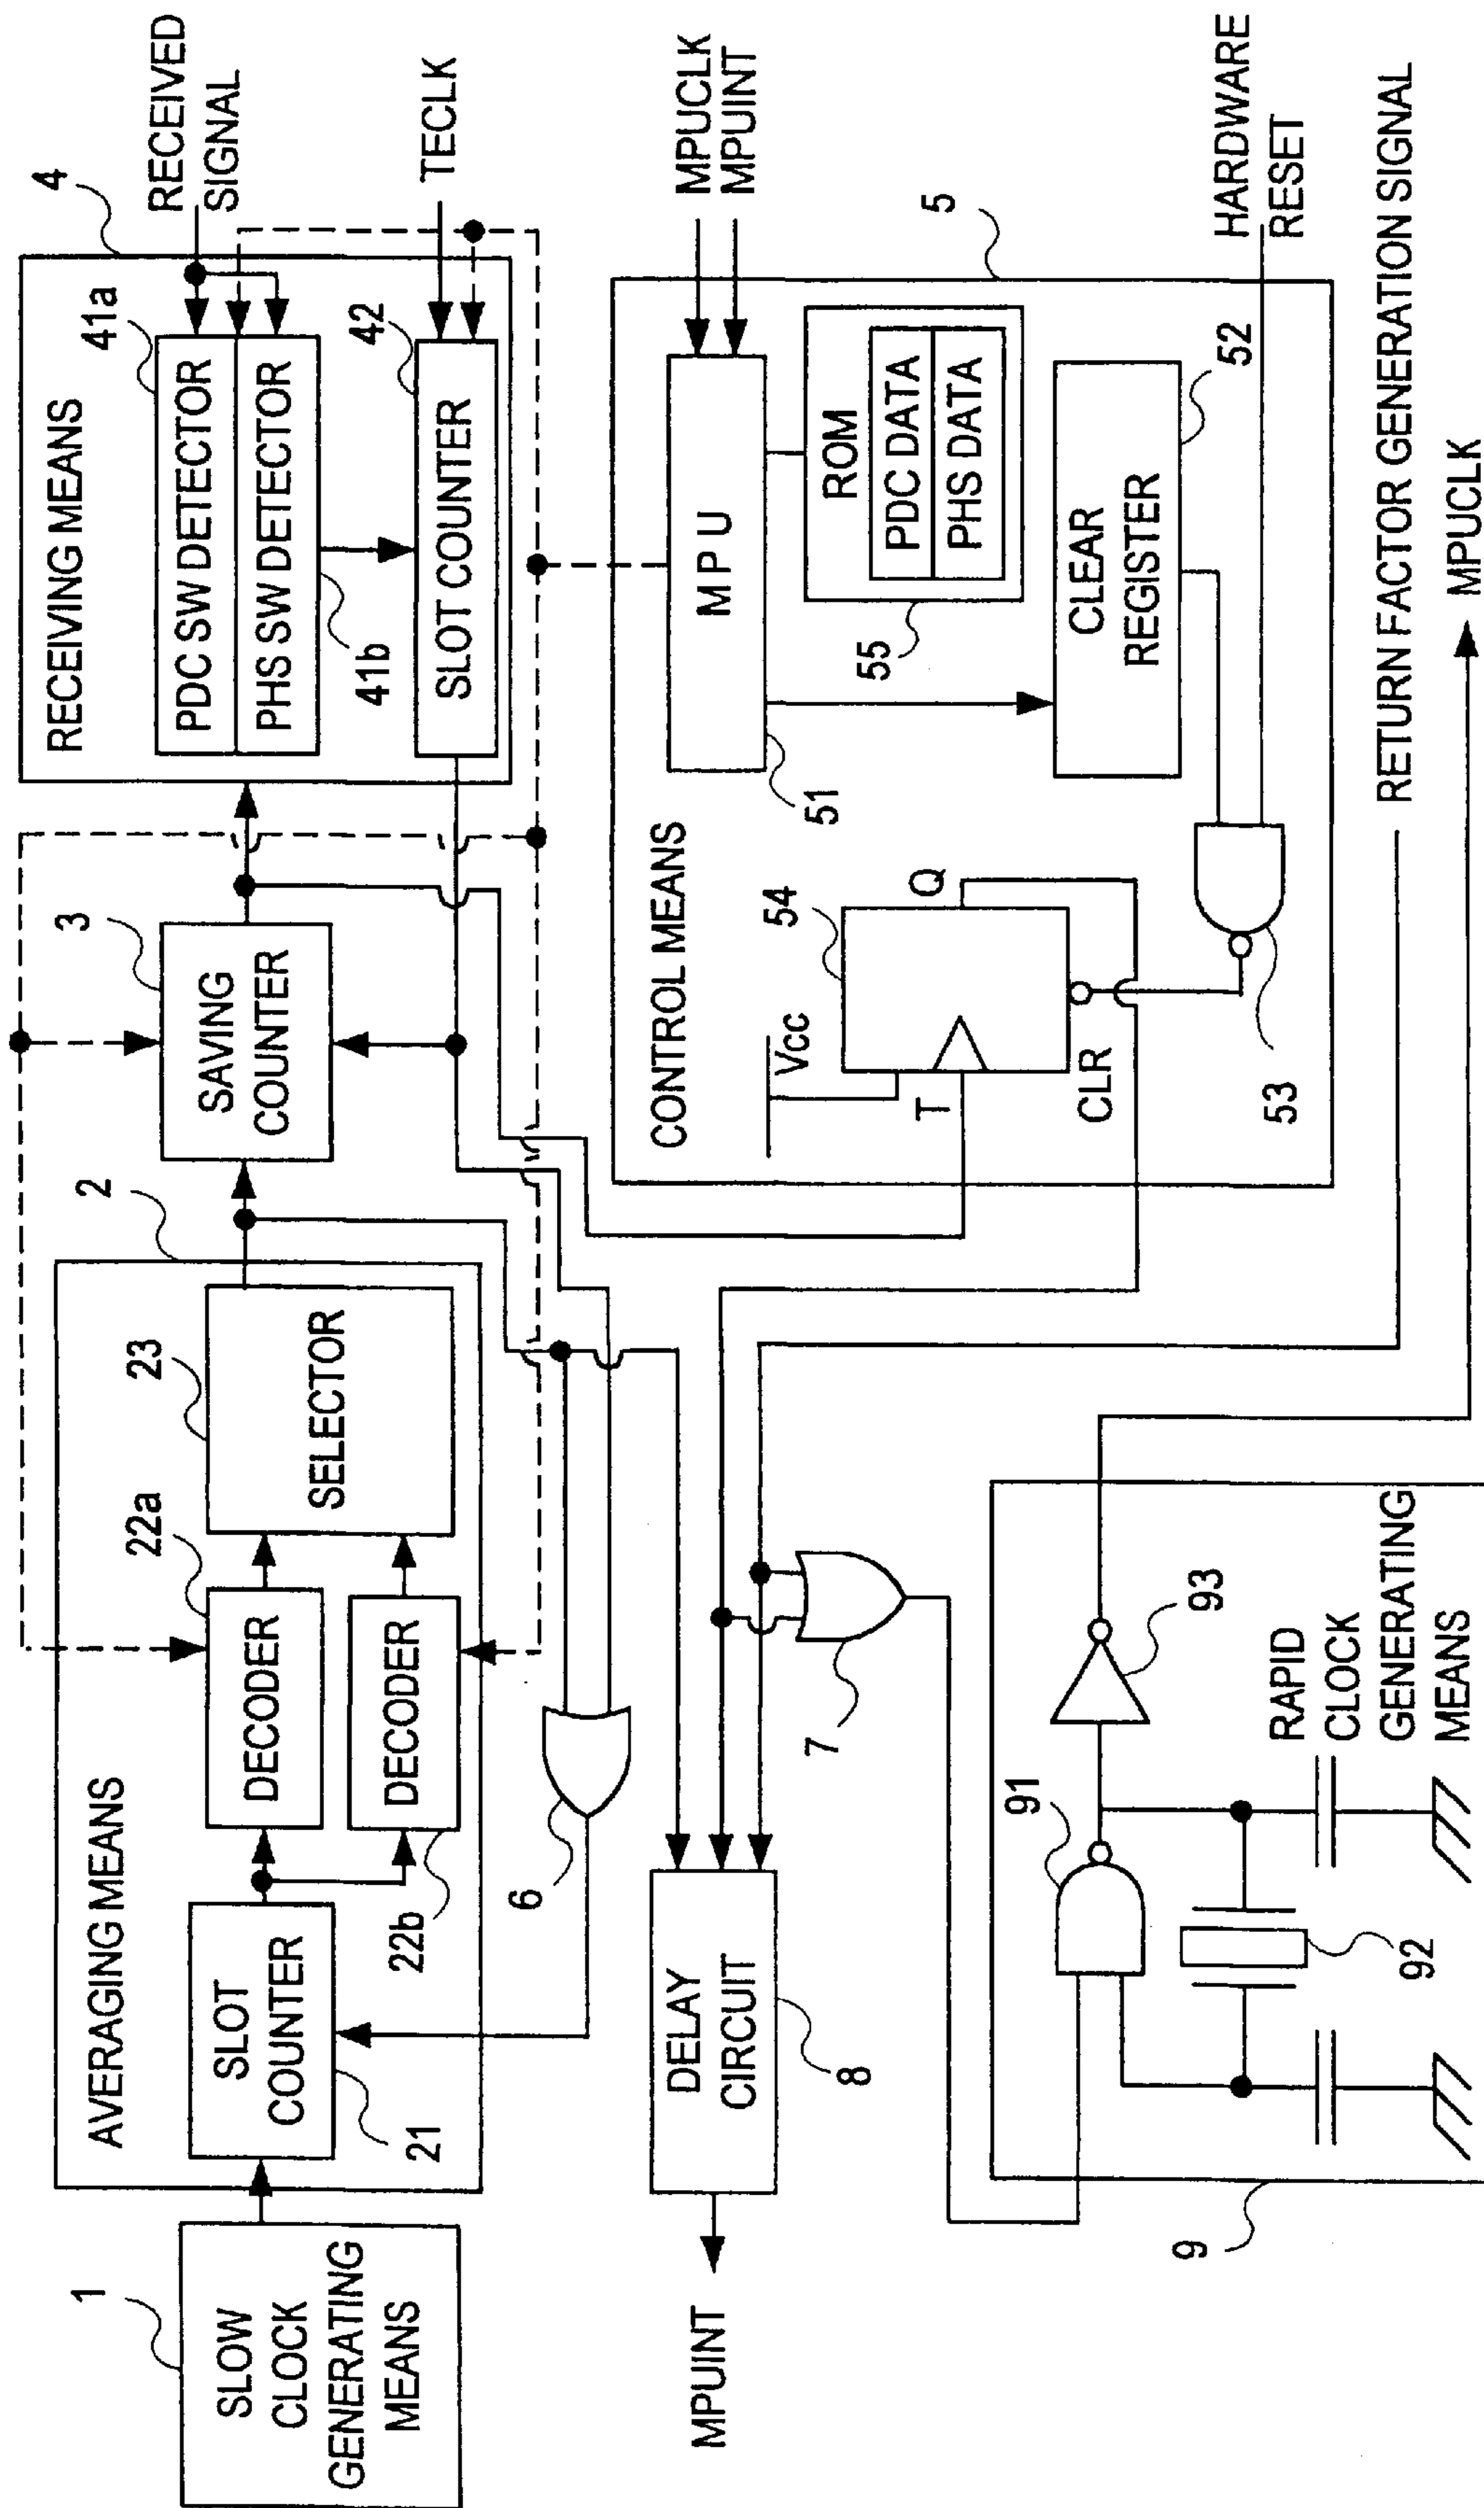 1
SLOW
CLOCK
GENERATING
MEANS
AVERAGING MEANS
2
SLOT
COUNTER
21
DECODER
22a
DECODER
22b
23
SELECTOR
3
SAVING
COUNTER
4
RECEIVING MEANS
PDC SW DETECTOR
41a
PHS SW DETECTOR
41b
SLOT COUNTER
42
RECEIVED
SIGNAL
TECLK
6
MPUINT
DELAY
CIRCUIT
8
7
CONTROL MEANS
5
MPU
51
MPUCLK
MPUINT
ROM
PDC DATA
PHS DATA
55
Vcc
54
T
Q
CLR
CLEAR
REGISTER
52
53
HARDWARE
RESET
RETURN FACTOR GENERATION SIGNAL
MPUCLK
9
91
92
93
RAPID
CLOCK
GENERATING
MEANS